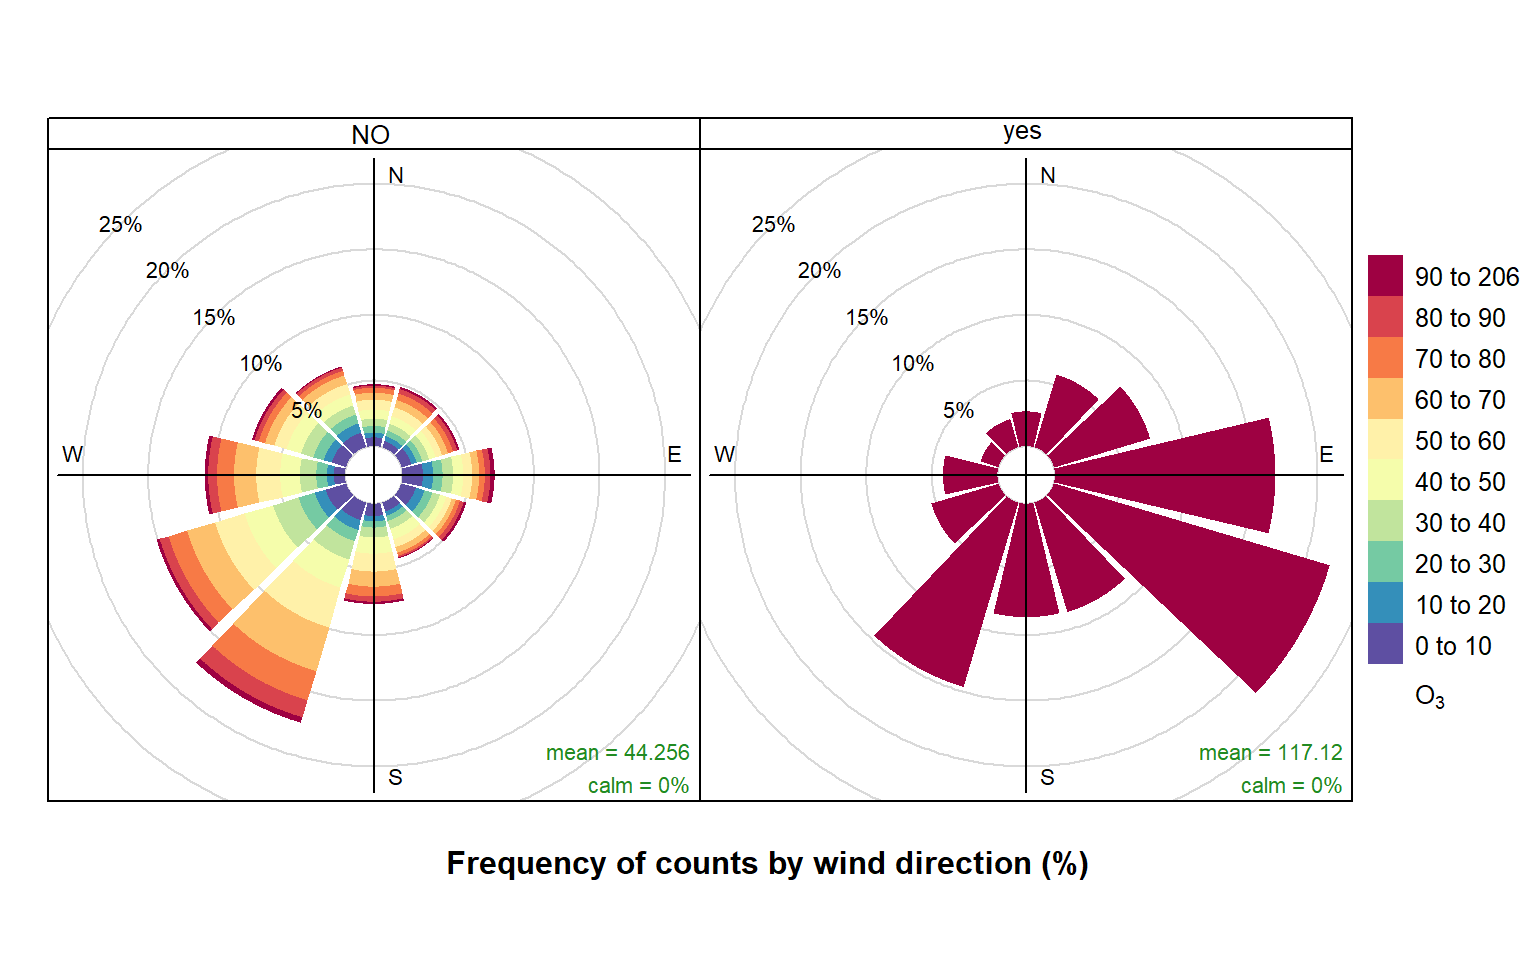 NO
yes
N
25%
20%
15%
10%
5%
W
E
S
mean = 44.256
calm = 0%
N
25%
20%
15%
10%
5%
W
E
S
mean = 117.12
calm = 0%
90 to 206
80 to 90
70 to 80
60 to 70
50 to 60
40 to 50
30 to 40
20 to 30
10 to 20
0 to 10
O₃
Frequency of counts by wind direction (%)